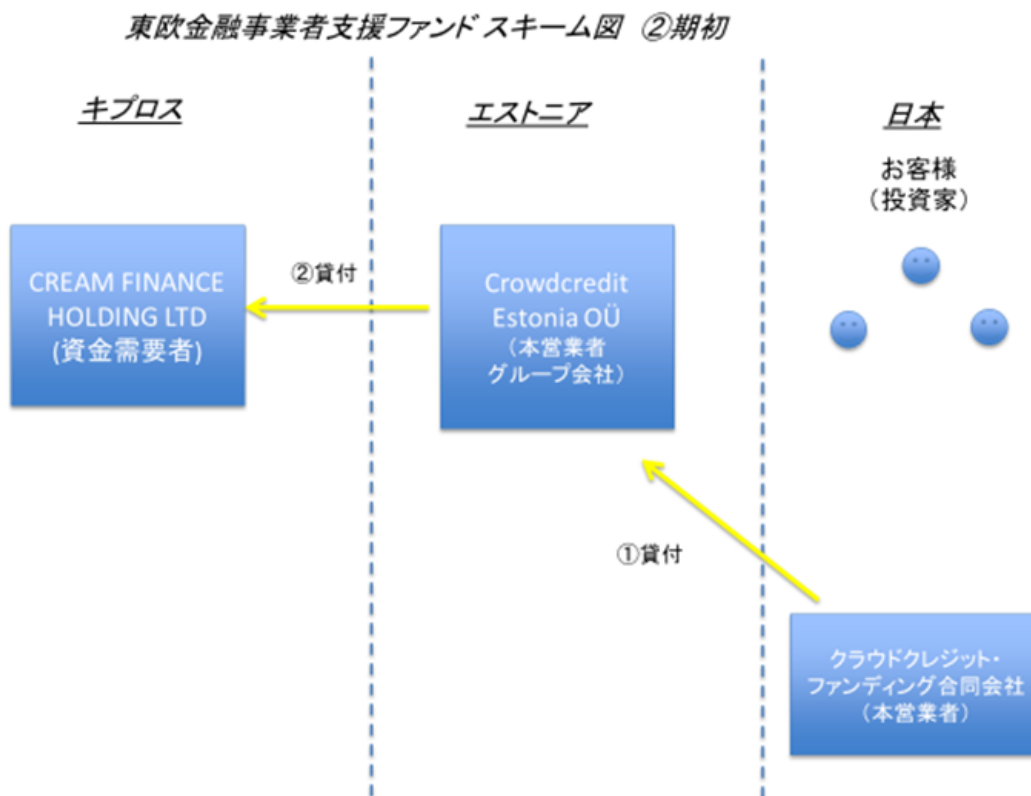 東欧金融事業者支援ファンド スキーム図 ②期初
キプロス
エストニア
日本
お客様
（投資家）
CREAM FINANCE
HOLDING LTD
(資金需要者)
②貸付
Crowdcredit
Estonia OÜ
（本営業者
グループ会社）
①貸付
クラウドクレジット・
ファンディング合同会社
（本営業者）